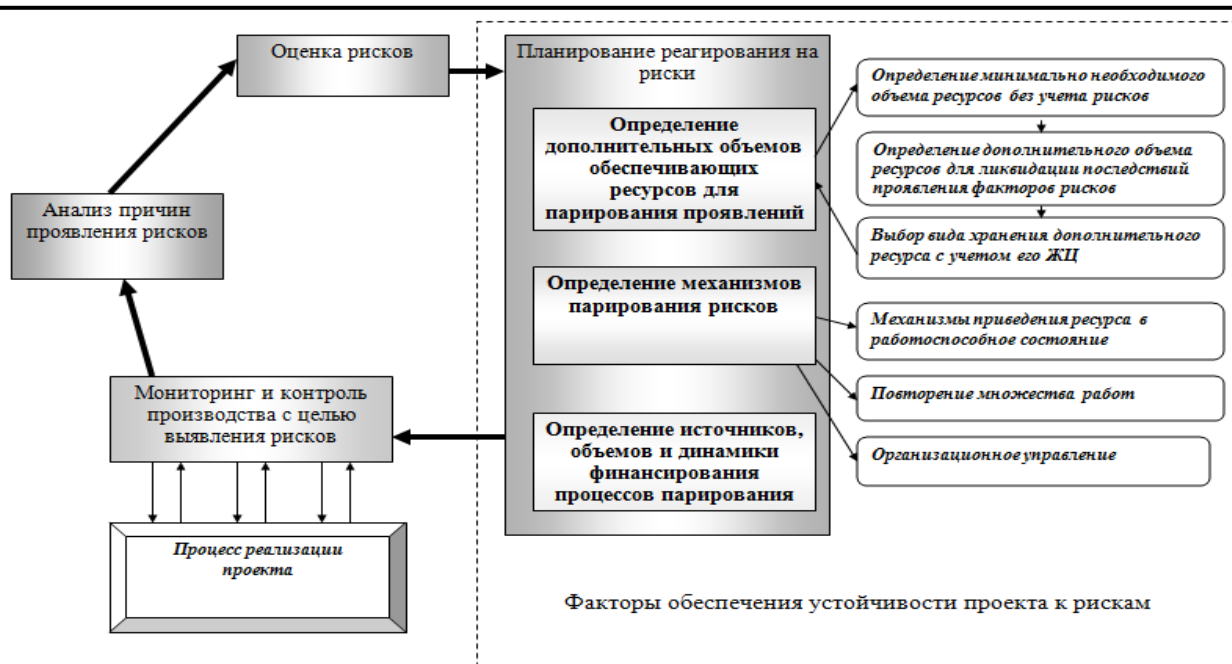 Оценка рисков
Анализ причин
проявления рисков
Мониторинг и контроль
производства с целью
выявления рисков
Процесс реализации
проекта
Планирование реагирования на
риски
Определение
дополнительных объемов
обеспечивающих
ресурсов для
парирования проявлений
Определение механизмов
парирования рисков
Определение источников,
объемов и динамики
финансирования
процессов парирования
Определение минимально необходимого
объема ресурсов без учета рисков
Определение дополнительного объема
ресурсов для ликвидации последствий
проявления факторов рисков
Выбор вида хранения дополнительного
ресурса с учетом его ЖЦ
Механизмы приведения ресурса в
работоспособное состояние
Повторение множества работ
Организационное управление
Факторы обеспечения устойчивости проекта к рискам